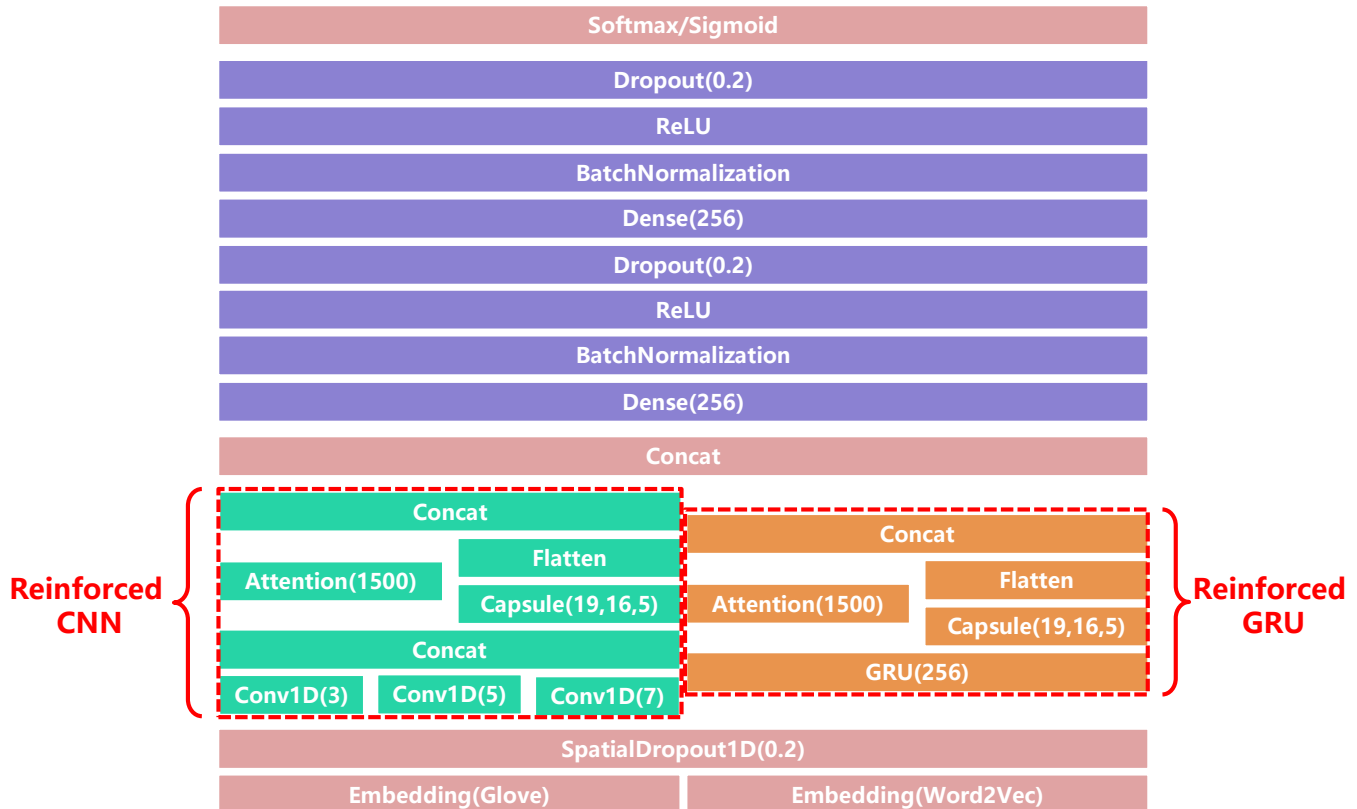 Softmax/Sigmoid
Dropout(0.2)
ReLU
BatchNormalization
Dense(256)
Dropout(0.2)
ReLU
BatchNormalization
Dense(256)
Concat
Reinforced
CNN
Concat
Attention(1500)
Flatten
Capsule(19,16,5)
Concat
Conv1D(3)
Conv1D(5)
Conv1D(7)
Concat
Attention(1500)
Flatten
Capsule(19,16,5)
GRU(256)
Reinforced
GRU
SpatialDropout1D(0.2)
Embedding(Glove)
Embedding(Word2Vec)